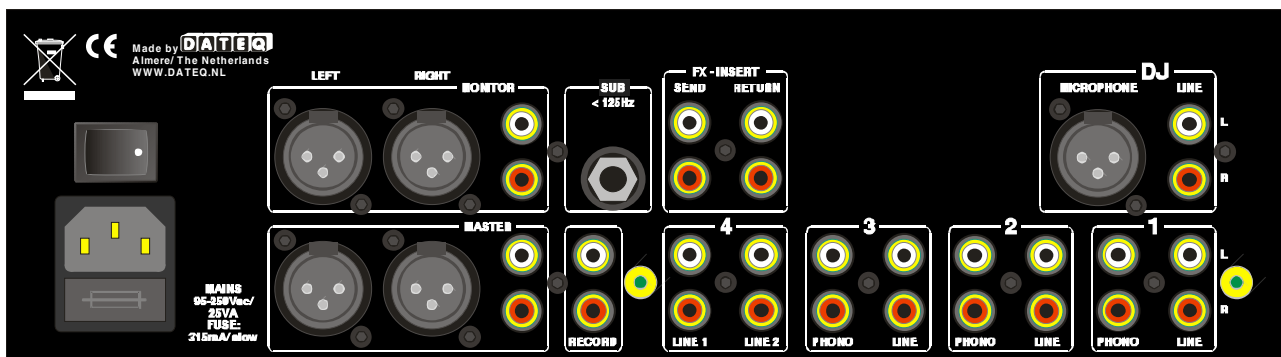 Made by DATEQ
Almere/ The Netherlands
WWW.DATEQ.NL
LEFT RIGHT
MONITOR
SUB
< 125Hz
FX - INSERT
SEND RETURN
DJ
MICROPHONE LINE
L
R
MASTER
MAINS
95-250Vac/
25VA
FUSE:
315mA/slow
RECORD
4
LINE 1 LINE 2
3
PHONO LINE
2
PHONO LINE
1
PHONO LINE
L
R